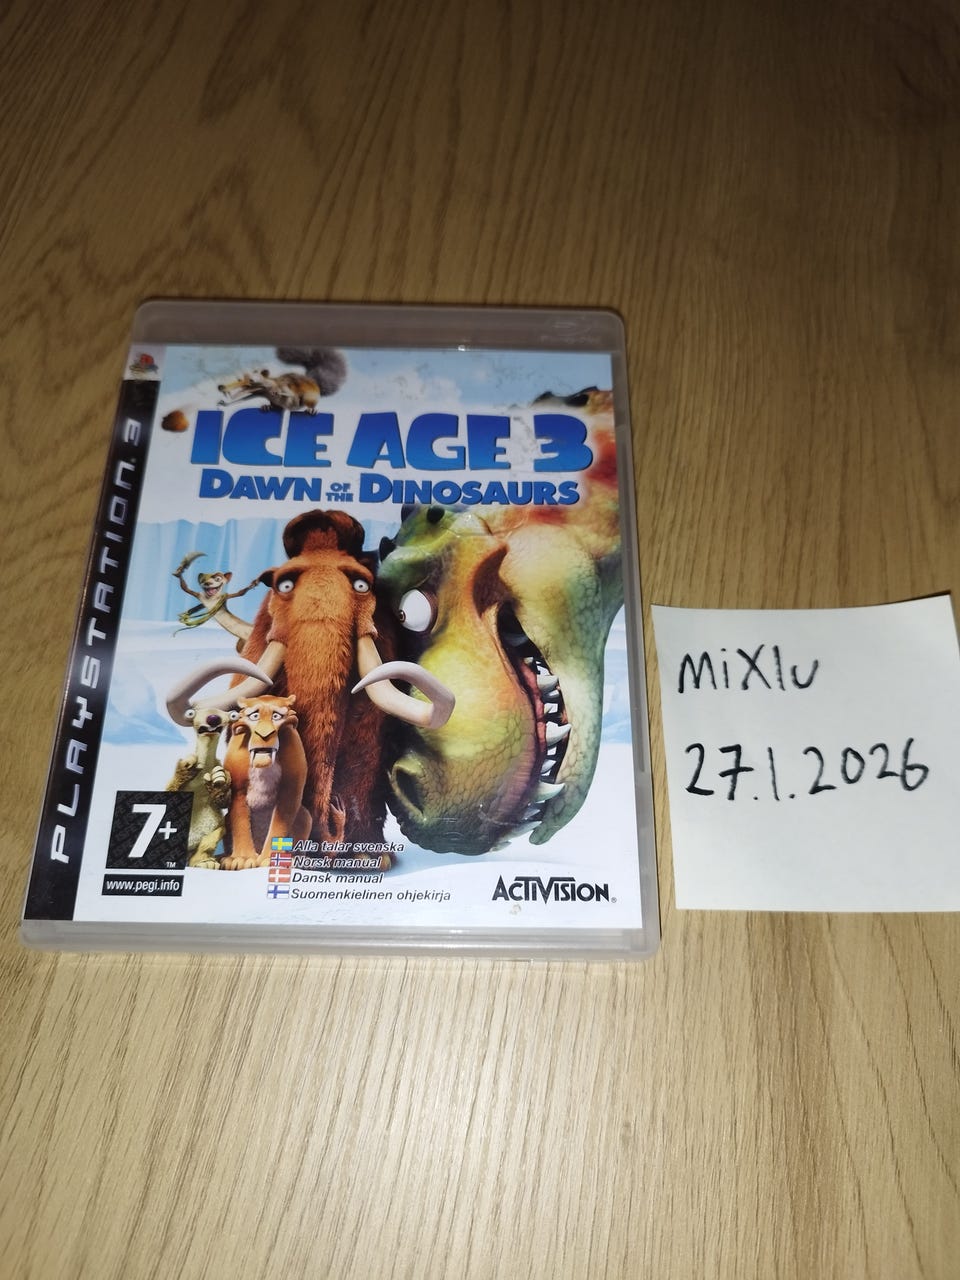 PLAYSTATION 3
ICE AGE 3
DAWN OF THE DINOSAURS
7+
TM
www.pegi.info
Alla talar svenska
Norsk manual
Dansk manual
Suomenkielinen ohjekirja
ACTIVISION®
MiXlu
27.1.2026